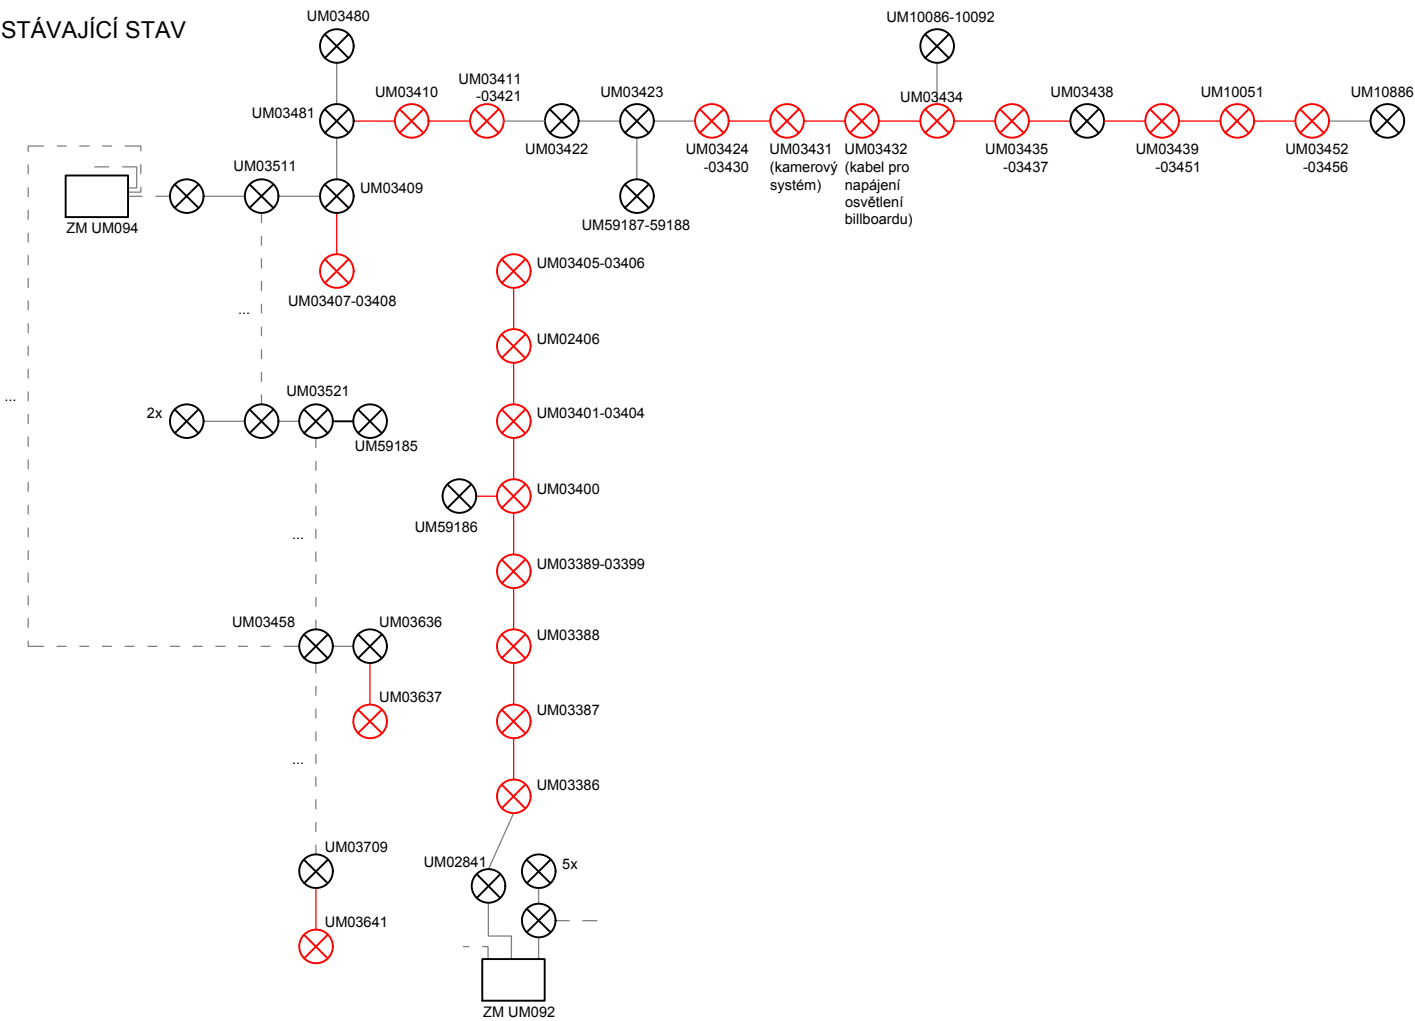 STÁVAJÍCÍ STAV
UM03480
UM10086-10092
UM03481
UM03410
UM03411
-03421
UM03422
UM03423
UM03424
-03430
UM03431
(kamerový
systém)
UM03432
(kabel pro
napájení
osvětlení
billboardu)
UM03434
UM03435
-03437
UM03438
UM03439
-03451
UM10051
UM03452
-03456
UM10886
UM03511
UM03409
ZM UM094
UM59187-59188
UM03407-03408
UM03405-03406
...
UM02406
...
2x
UM03521
UM59185
UM03401-03404
UM03400
UM59186
...
UM03389-03399
UM03458
UM03636
UM03388
UM03637
UM03387
...
UM03386
UM03709
UM02841
5x
UM03641
ZM UM092